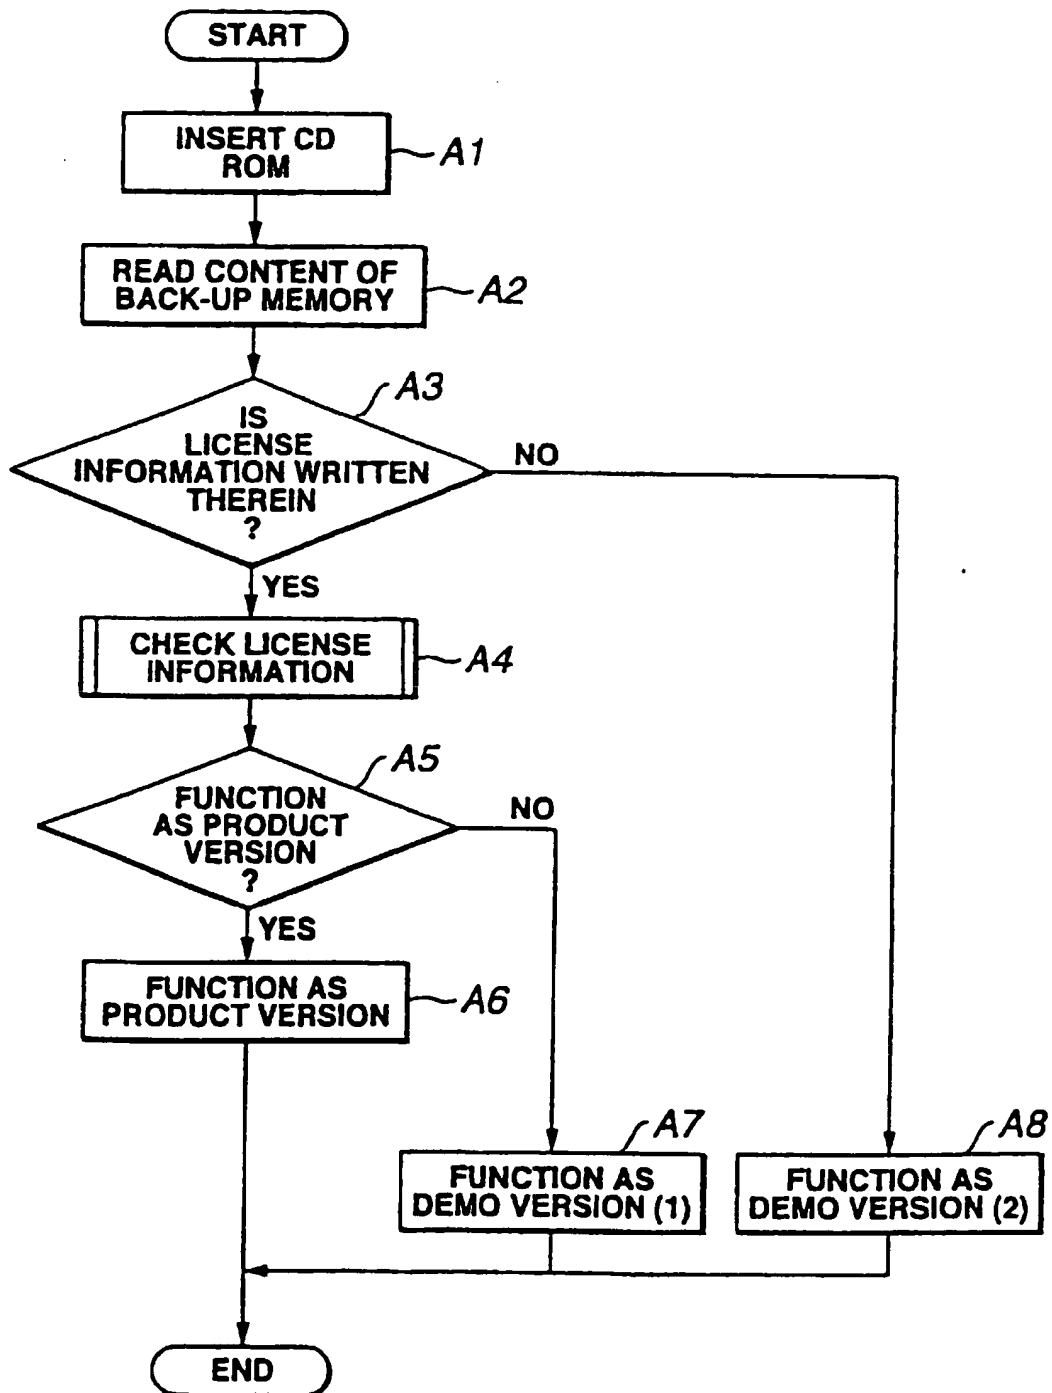 START
INSERT CD
ROM
A1
READ CONTENT OF
BACK-UP MEMORY
A2
A3
IS
LICENSE
INFORMATION WRITTEN
THEREIN
?
NO
YES
CHECK LICENSE
INFORMATION
A4
A5
FUNCTION
AS PRODUCT
VERSION
?
NO
YES
FUNCTION AS
PRODUCT VERSION
A6
A7
FUNCTION AS
DEMO VERSION (1)
A8
FUNCTION AS
DEMO VERSION (2)
END